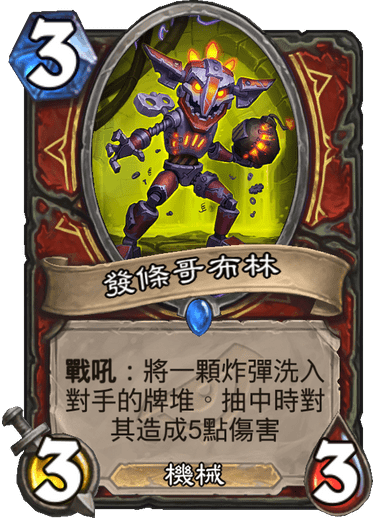 3
發條哥布林
戰吼：將一顆炸彈洗入
對手的牌堆。抽中時對
其造成5點傷害
3
機械
3